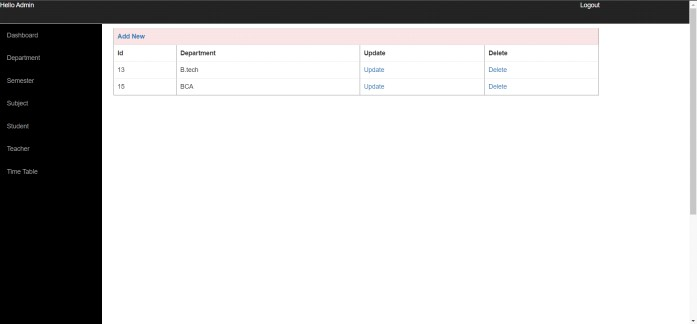 Hello Admin Logout
Dashboard
Department
Semester
Subject
Student
Teacher
Time Table
Add New
Id Department Update Delete
13 B.tech Update Delete
15 BCA Update Delete